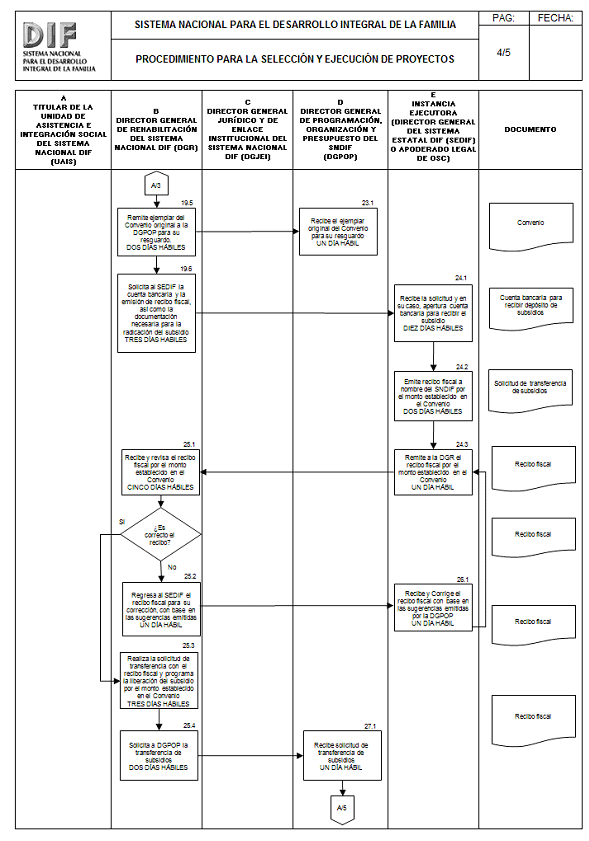 DIF
SISTEMA NACIONAL
PARA EL DESARROLLO
INTEGRAL DE LA FAMILIA
SISTEMA NACIONAL PARA EL DESARROLLO INTEGRAL DE LA FAMILIA
PROCEDIMIENTO PARA LA SELECCIÓN Y EJECUCIÓN DE PROYECTOS
PAG:
FECHA:
4/5
A
TITULAR DE LA
UNIDAD DE
ASISTENCIA E
INTEGRACIÓN SOCIAL
DEL SISTEMA
NACIONAL DIF
(UAIS)
B
DIRECTOR GENERAL
DE REHABILITACIÓN
DEL SISTEMA
NACIONAL DIF (DGR)
C
DIRECTOR GENERAL
JURÍDICO Y DE
ENLACE
INSTITUCIONAL DEL
SISTEMA NACIONAL
DIF (DGJEI)
D
DIRECTOR GENERAL
DE PROGRAMACIÓN,
ORGANIZACIÓN Y
PRESUPUESTO DEL
SNDIF
(DGPOP)
E
INSTANCIA
EJECUTORA
(DIRECTOR GENERAL
DEL SISTEMA
ESTATAL DIF (SEDIF)
O APODERADO LEGAL
DE OSC)
DOCUMENTO
A/3
19.5
Remite ejemplar del
Convenio original a la
DGPOP para su
resguardo.
DOS DÍAS HÁBILES
23.1
Recibe el ejemplar
original del Convenio
para su resguardo
UN DÍA HÁBIL
Convenio
19.6
Solicita al SEDIF la
cuenta bancaria y la
emisión de recibo fiscal,
así como la
documentación
necesaria para la
radicación del subsidio
TRES DÍAS HABILES
24.1
Recibe la solicitud y en
su caso, apertura cuenta
bancaria para recibir el
subsidio
DIEZ DÍAS HÁBILES
Cuenta bancaria para
recibir depósito de
subsidios
24.2
Emite recibo fiscal a
nombre del SNDIF por
el monto establecido en
el Convenio
DOS DÍAS HÁBILES
Solicitud de transferencia
de subsidios
25.1
Recibe y revisa el recibo
fiscal por el monto
establecido en el
Convenio
CINCO DÍAS HÁBILES
24.3
Remite a la DGR el
recibo fiscal por el
monto establecido en el
Convenio
UN DÍA HÁBIL
Recibo fiscal
¿Es
correcto el
recibo?
Si
No
Recibo fiscal
25.2
Regresa al SEDIF el
recibo fiscal para su
corrección, con base en
las sugerencias emitidas
UN DÍA HÁBIL
26.1
Recibe y Corrige el
recibo fiscal con base en
las sugerencias emitidas
por la DGPOP
UN DÍA HÁBIL
Recibo fiscal
25.3
Realiza la solicitud de
transferencia con el
recibo fiscal y programa
la liberación del subsidio
por el monto establecido
en el Convenio
TRES DÍAS HÁBILES
Recibo fiscal
25.4
Solicita a DGPOP la
transferencia de
subsidios
DOS DÍAS HÁBILES
27.1
Recibe solicitud de
transferencia de
subsidios
UN DÍA HÁBIL
A/5